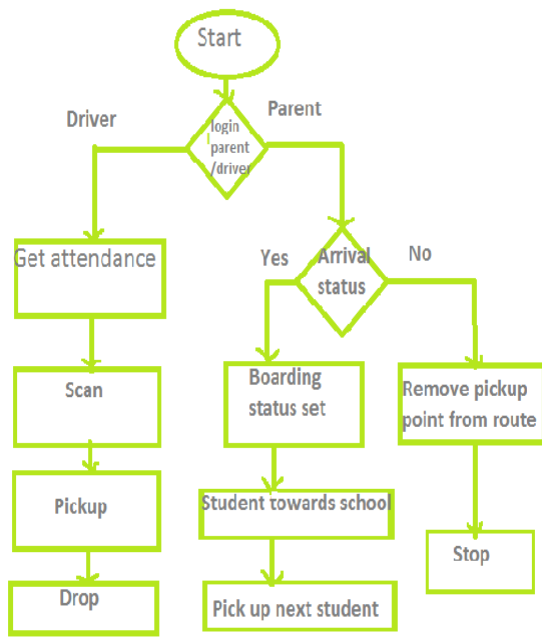 Start
Driver
Parent
login
parent
/driver
Get attendance
Yes
Arrival
status
No
Scan
Boarding
status set
Remove pickup
point from route
Pickup
Student towards school
Stop
Drop
Pick up next student